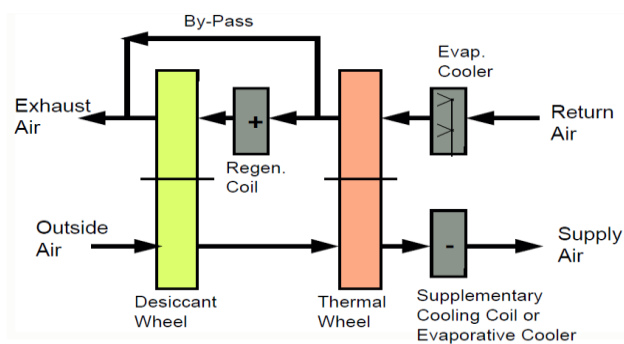 By-Pass
Evap.
Cooler
Exhaust
Air
+
Return
Air
Regen.
Coil
Outside
Air
-
Supply
Air
Desiccant
Wheel
Thermal
Wheel
Supplementary
Cooling Coil or
Evaporative Cooler